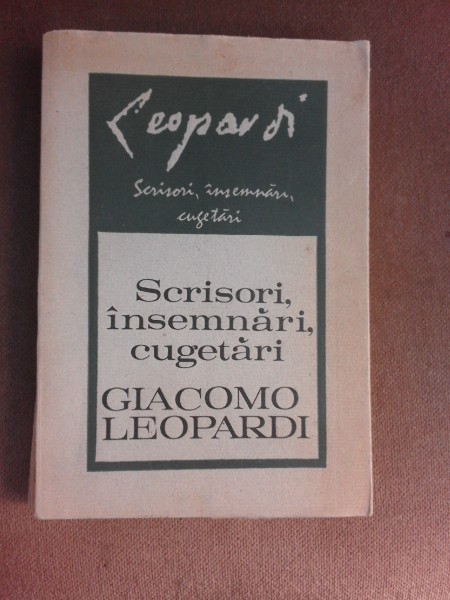 Leopardi
Scrisori, însemnări,
cugetări
Scrisori,
însemnări,
cugetări
GIACOMO
LEOPARDI